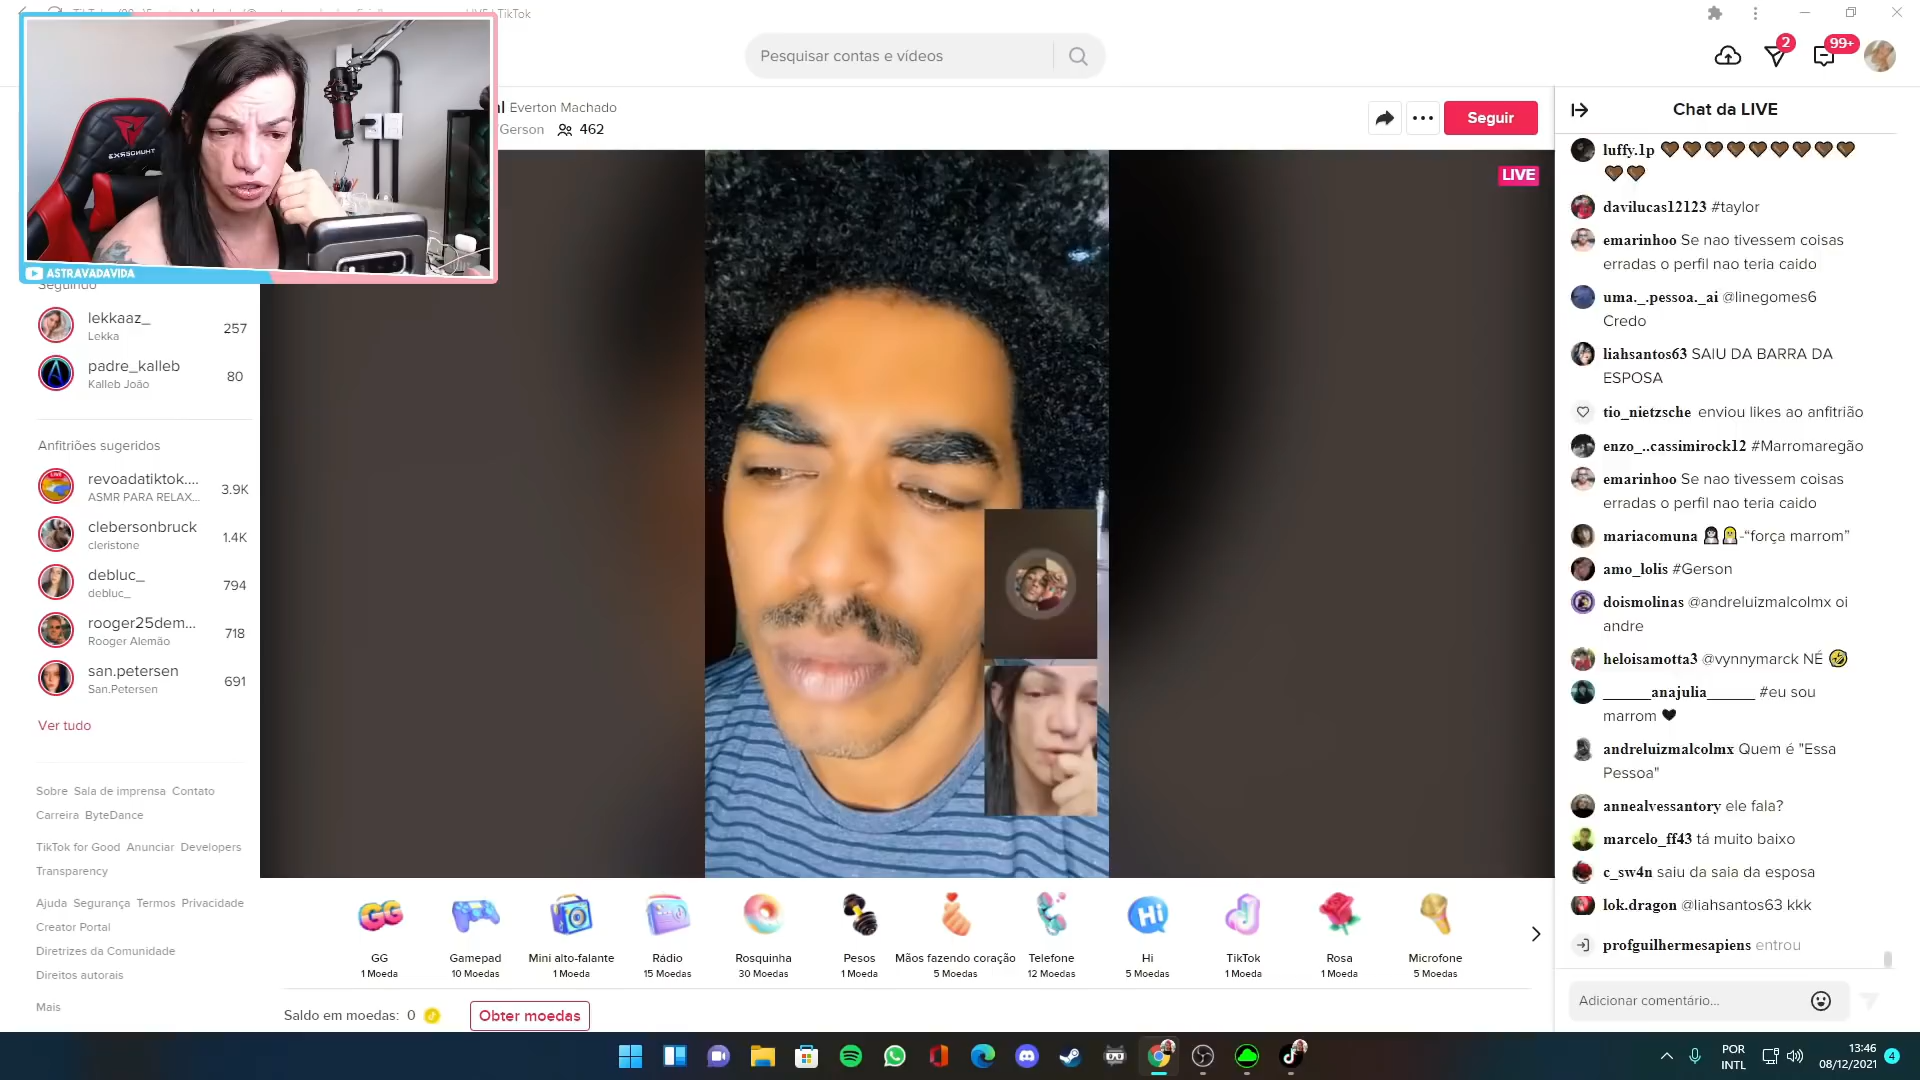 LIVE | TikTok
Pesquisar contas e vídeos
2
99+
Everton Machado
Gerson 462
Seguir
Chat da LIVE
LIVE
ASTRAVADAVIDA
Seguindo
lekkaaz_
Lekka
257
padre_kalleb
Kalleb João
80
Anfitriões sugeridos
revoadatiktok....
ASMR PARA RELAX...
3.9K
clebersonbruck
cleristone
1.4K
debluc_
debluc_
794
rooger25dem...
Rooger Alemão
718
san.petersen
San.Petersen
691
Ver tudo
Sobre Sala de imprensa Contato
Carreira ByteDance
TikTok for Good Anunciar Developers
Transparency
Ajuda Segurança Termos Privacidade
Creator Portal
Diretrizes da Comunidade
Direitos autorais
Mais
GG
1 Moeda
Gamepad
10 Moedas
Mini alto-falante
1 Moeda
Rádio
15 Moedas
Rosquinha
30 Moedas
Pesos
1 Moeda
Mãos fazendo coração
5 Moedas
Telefone
12 Moedas
Hi
Hi
5 Moedas
TikTok
1 Moeda
Rosa
1 Moeda
Microfone
5 Moedas
Saldo em moedas: 0
Obter moedas
luffy.1p 🤎🤎🤎🤎🤎🤎🤎🤎🤎
🤎🤎
davilucas12123 #taylor
emarinhoo Se nao tivessem coisas
erradas o perfil nao teria caido
uma._.pessoa._ai @linegomes6
Credo
liahsantos63 SAIU DA BARRA DA
ESPOSA
tio_nietzsche enviou likes ao anfitrião
enzo_..cassimirock12 #Marromaregão
emarinhoo Se nao tivessem coisas
erradas o perfil nao teria caido
mariacomuna -“força marrom”
amo_lolis #Gerson
doismolinas @andreluizmalcolmx oi
andre
heloisamotta3 @vynnymarck NÉ 🤣
______anajulia______ #eu sou
marrom 🖤
andreluizmalcolmx Quem é "Essa
Pessoa"
annealvessantory ele fala?
marcelo_ff43 tá muito baixo
c_sw4n saiu da saia da esposa
lok.dragon @liahsantos63 kkk
profguilhermesapiens entrou
Adicionar comentário...
POR
INTL
13:46
08/12/2021
4